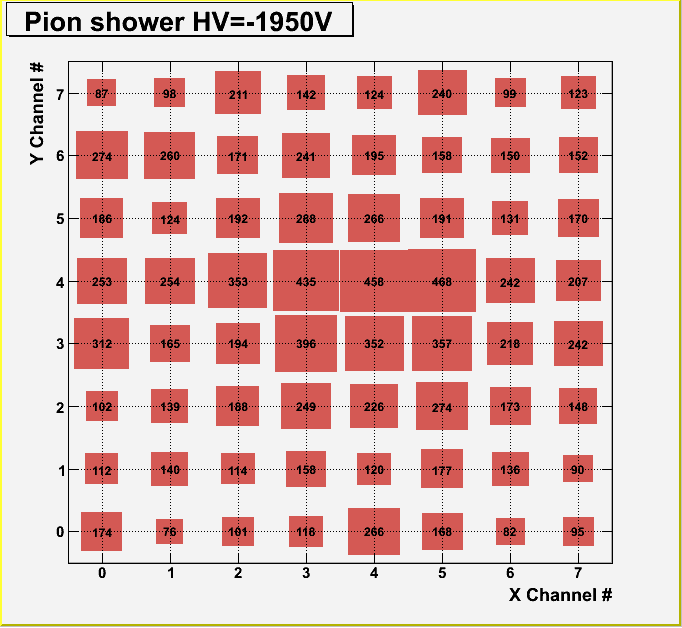 Pion shower HV=-1950V
Y Channel #
7 87 98 211 142 124 240 99 123
6 274 260 171 241 195 158 150 152
5 186 124 192 288 266 191 131 170
4 253 254 353 435 458 468 242 207
3 312 165 194 396 352 357 218 242
2 102 139 188 249 226 274 173 148
1 112 140 114 158 120 177 136 90
0 174 76 101 118 266 168 82 95
0 1 2 3 4 5 6 7
X Channel #